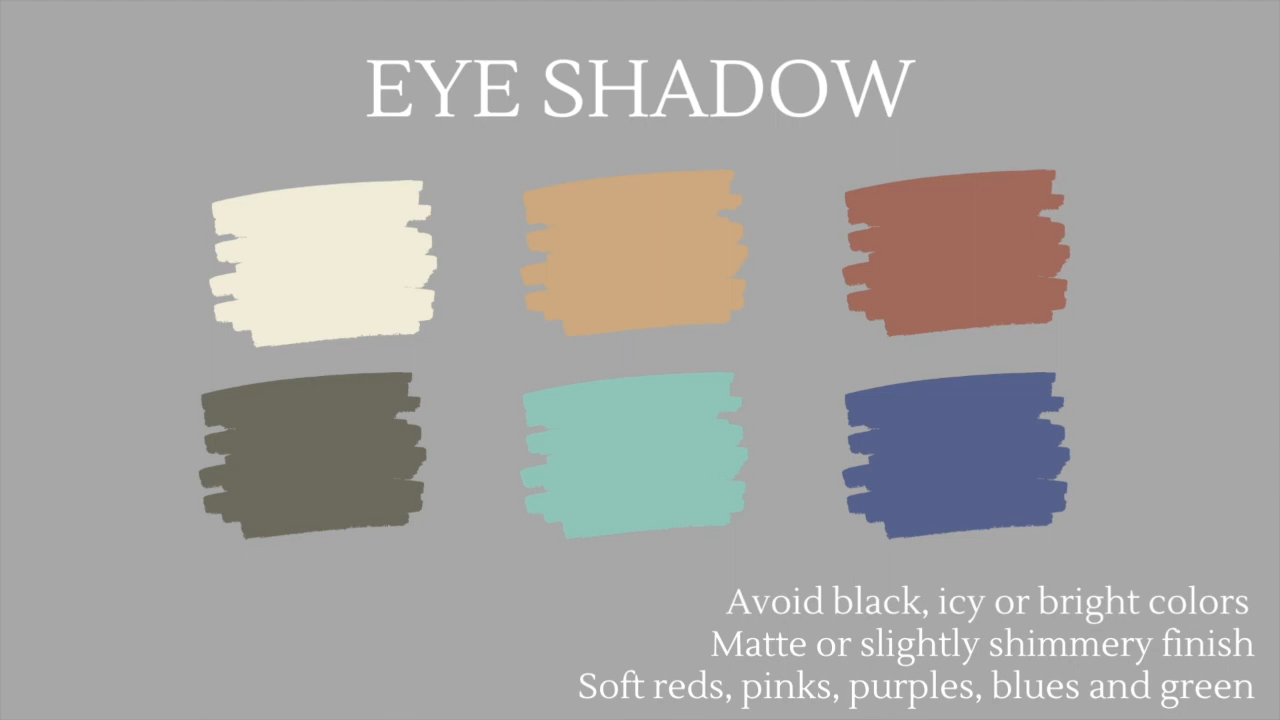 EYE SHADOW
Avoid black, icy or bright colors
Matte or slightly shimmery finish
Soft reds, pinks, purples, blues and green